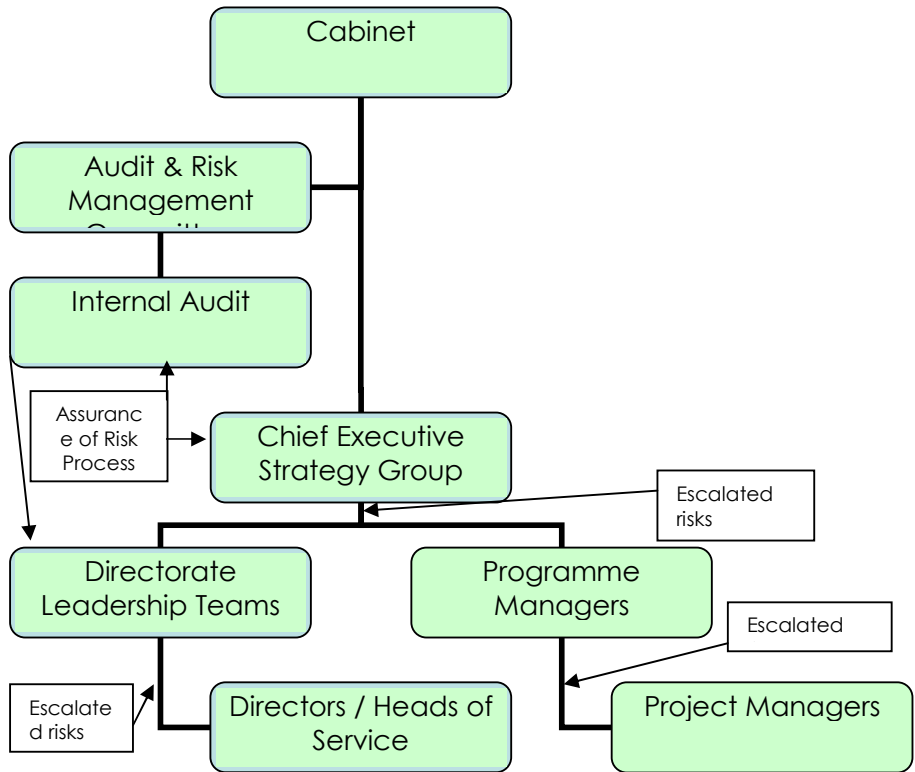 Cabinet
Audit & Risk
Management
Internal Audit
Assuranc
e of Risk
Process
Chief Executive
Strategy Group
Escalated
risks
Directorate
Leadership Teams
Programme
Managers
Escalated
Escalate
d risks
Directors / Heads of
Service
Project Managers